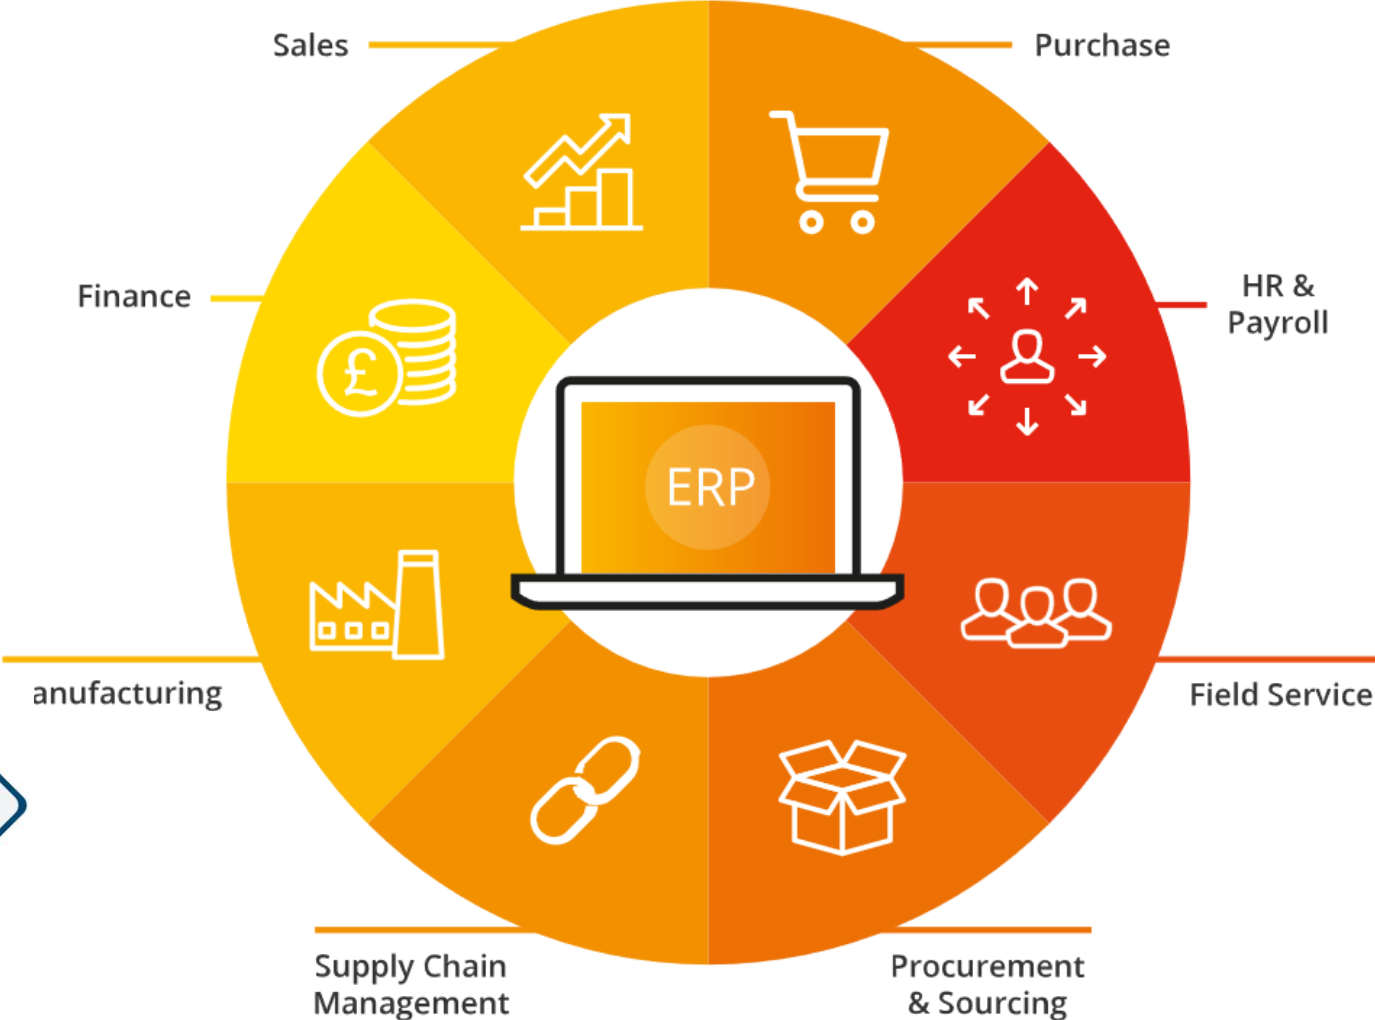 Sales
Purchase
Finance
HR &
Payroll
£
ERP
anufacturing
Field Service
Supply Chain
Management
Procurement
& Sourcing